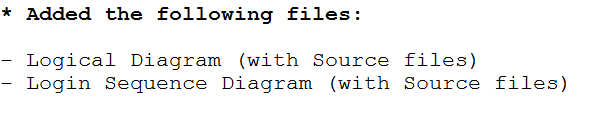 * Added the following files:
- Logical Diagram (with Source files)
- Login Sequence Diagram (with Source files)